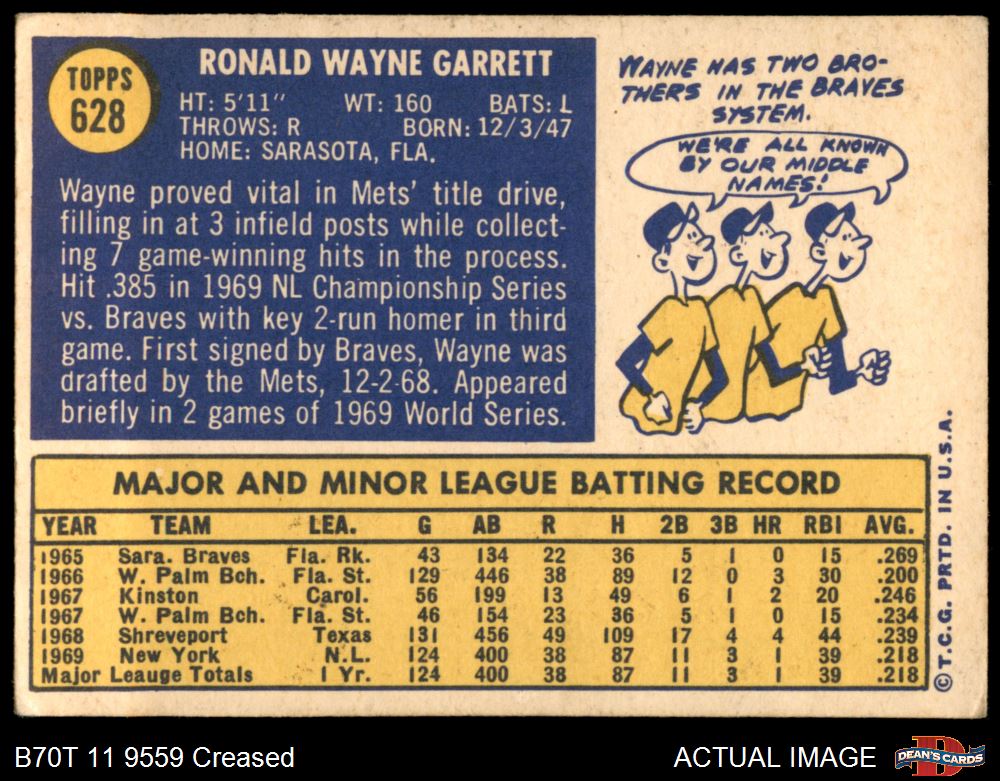 TOPPS
628
RONALD WAYNE GARRETT
HT: 5'11" WT: 160 BATS: L
THROWS: R BORN: 12/3/47
HOME: SARASOTA, FLA.
Wayne proved vital in Mets' title drive,
filling in at 3 infield posts while collect-
ing 7 game-winning hits in the process.
Hit .385 in 1969 NL Championship Series
vs. Braves with key 2-run homer in third
game. First signed by Braves, Wayne was
drafted by the Mets, 12-2-68. Appeared
briefly in 2 games of 1969 World Series.
WAYNE HAS TWO BRO-
THERS IN THE BRAVES
SYSTEM.
WE'RE ALL KNOWN
BY OUR MIDDLE
NAMES!
MAJOR AND MINOR LEAGUE BATTING RECORD
YEAR TEAM LEA. G AB R H 2B 3B HR RBI AVG.
1965 Sara. Braves Fla. Rk. 43 134 22 36 5 1 0 15 .269
1966 W. Palm Bch. Fla. St. 129 446 38 89 12 0 3 30 .200
1967 Kinston Carol. 56 199 13 49 6 1 2 20 .246
1967 W. Palm Bch. Fla. St. 46 154 23 36 5 1 0 15 .234
1968 Shreveport Texas 131 456 49 109 17 4 4 44 .239
1969 New York N.L. 124 400 38 87 11 3 1 39 .218
Major Leauge Totals 1 Yr. 124 400 38 87 11 3 1 39 .218
© T.C.G. PRTD. IN U.S.A.
B70T 11 9559 Creased
ACTUAL IMAGE
D
DEAN'S CARDS